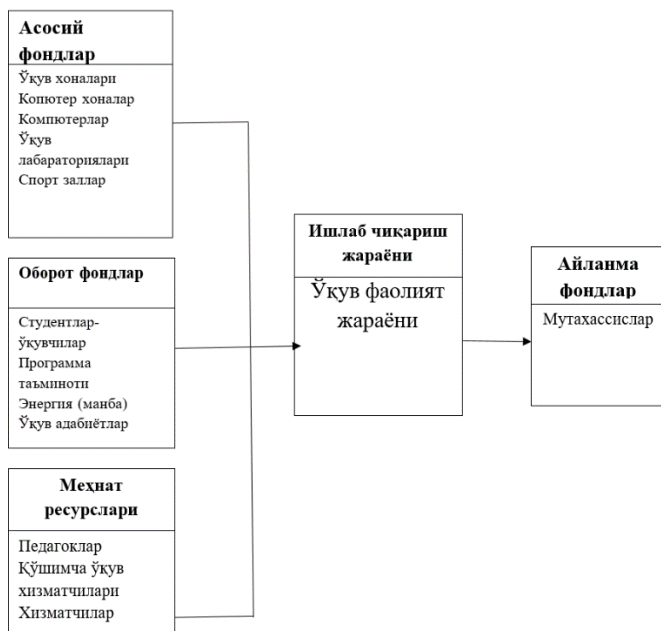 Асосий
фондлар
Ўқув хоналари
Копютер хоналар
Компютерлар
Ўқув
лабараториялари
Спорт заллар
Оборот фондлар
Студентлар-
ўқувчилар
Программа
таъминоти
Энергия (манба)
Ўқув адабиётлар
Меҳнат
ресурслари
Педагоклар
Қўшимча ўқув
хизматчилари
Хизматчилар
Ишлаб чиқариш
жараёни
Ўқув фаолият
жараёни
Айланма
фондлар
Мутахассислар